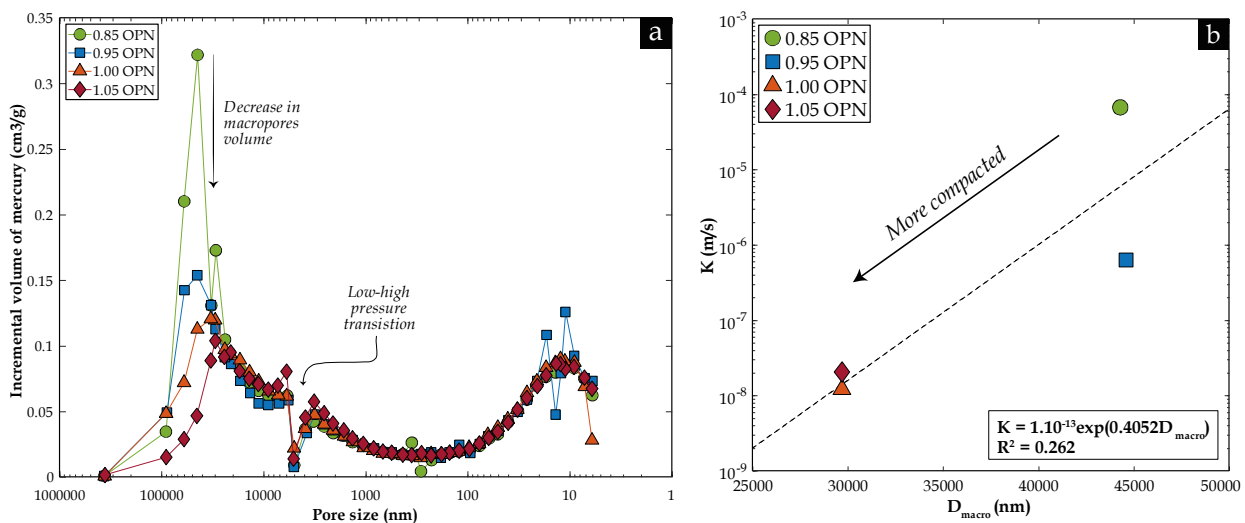 a
0.35
0.3
0.25
0.2
0.15
0.1
0.05
0
Incremental volume of mercury (cm3/g)
0.85 OPN
0.95 OPN
1.00 OPN
1.05 OPN
Decrease in
macropores
volume
Low-high
pressure
transistion
1000000
100000
10000
1000
100
10
1
Pore size (nm)
b
10⁻³
10⁻⁴
10⁻⁵
10⁻⁶
10⁻⁷
10⁻⁸
10⁻⁹
K (m/s)
0.85 OPN
0.95 OPN
1.00 OPN
1.05 OPN
More compacted
K = 1.10⁻¹³exp(0.4052D_macro)
R² = 0.262
25000
30000
35000
40000
45000
50000
D_macro (nm)